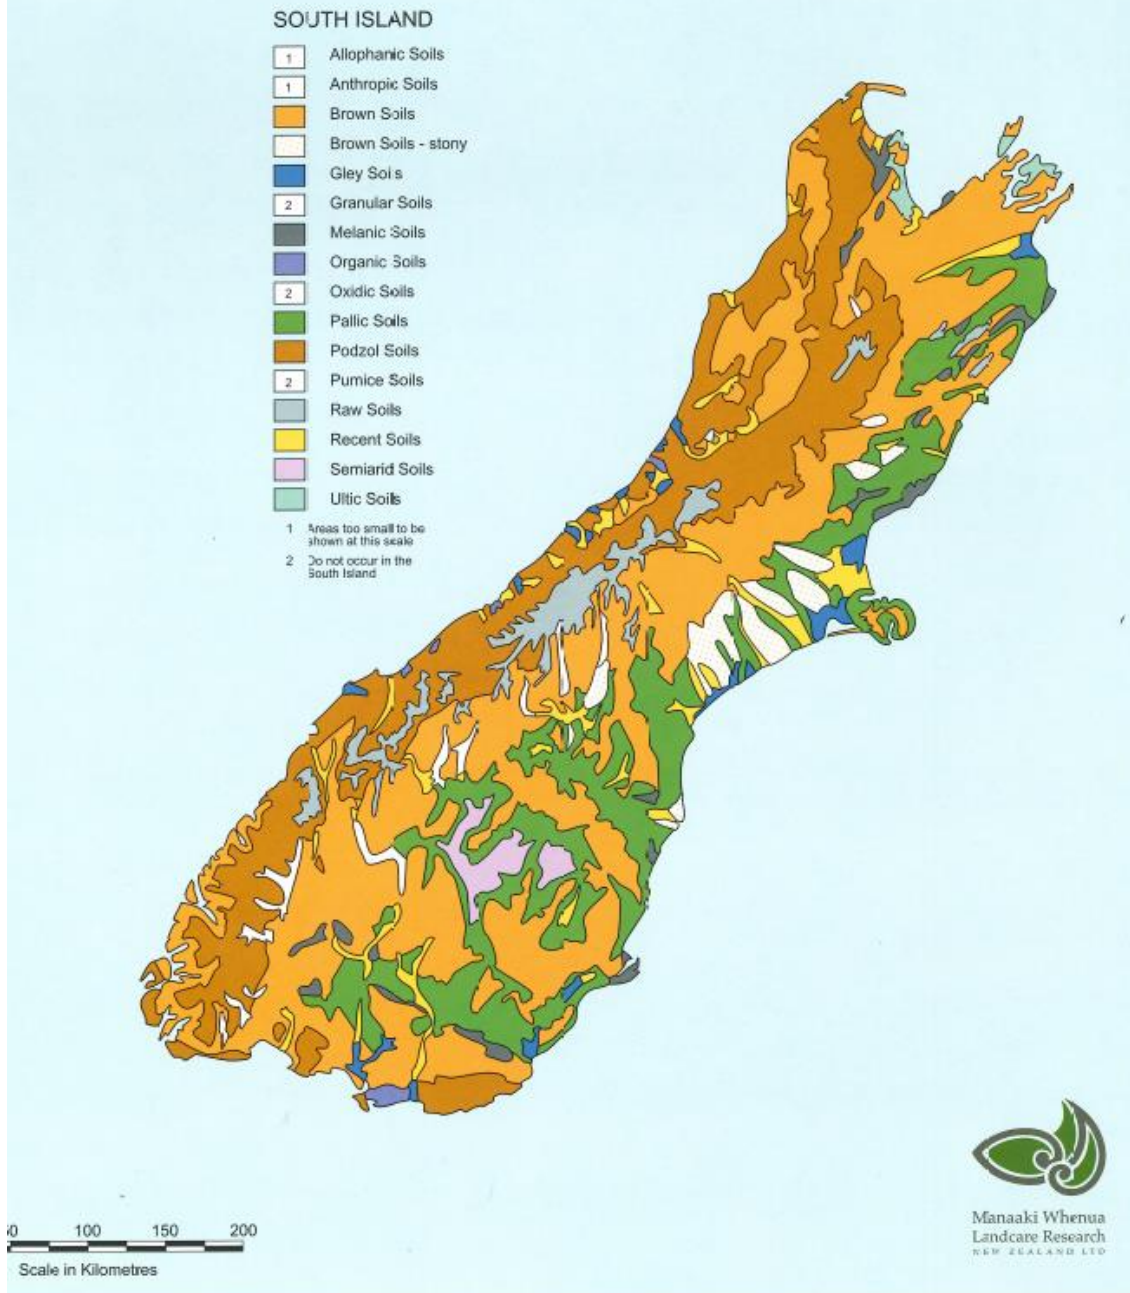 SOUTH ISLAND
1 Allophanic Soils
1 Anthropic Soils
Brown Soils
Brown Soils - stony
Gley Soils
2 Granular Soils
Melanic Soils
Organic Soils
2 Oxidic Soils
Pallic Soils
Podzol Soils
2 Pumice Soils
Raw Soils
Recent Soils
Semiarid Soils
Ultic Soils
1 Areas too small to be
shown at this scale
2 Do not occur in the
South Island
100 150 200
Scale in Kilometres
Manaaki Whenua
Landcare Research
NEW ZEALAND LTD